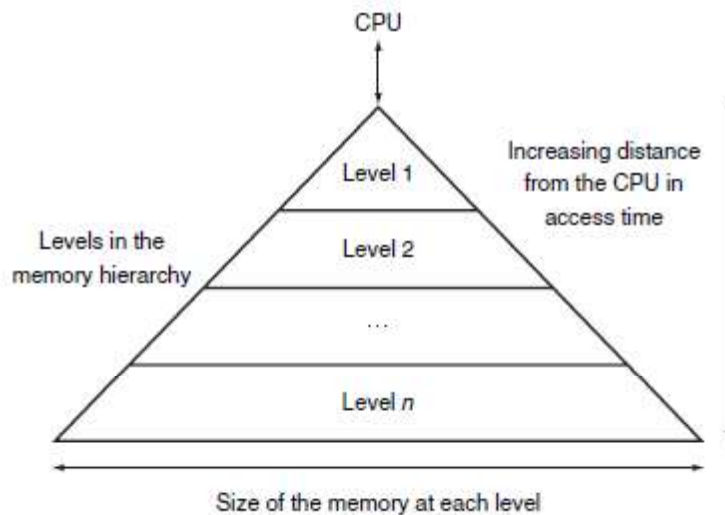 CPU
Level 1
Increasing distance
from the CPU in
access time
Levels in the
memory hierarchy
Level 2
...
Level n
Size of the memory at each level